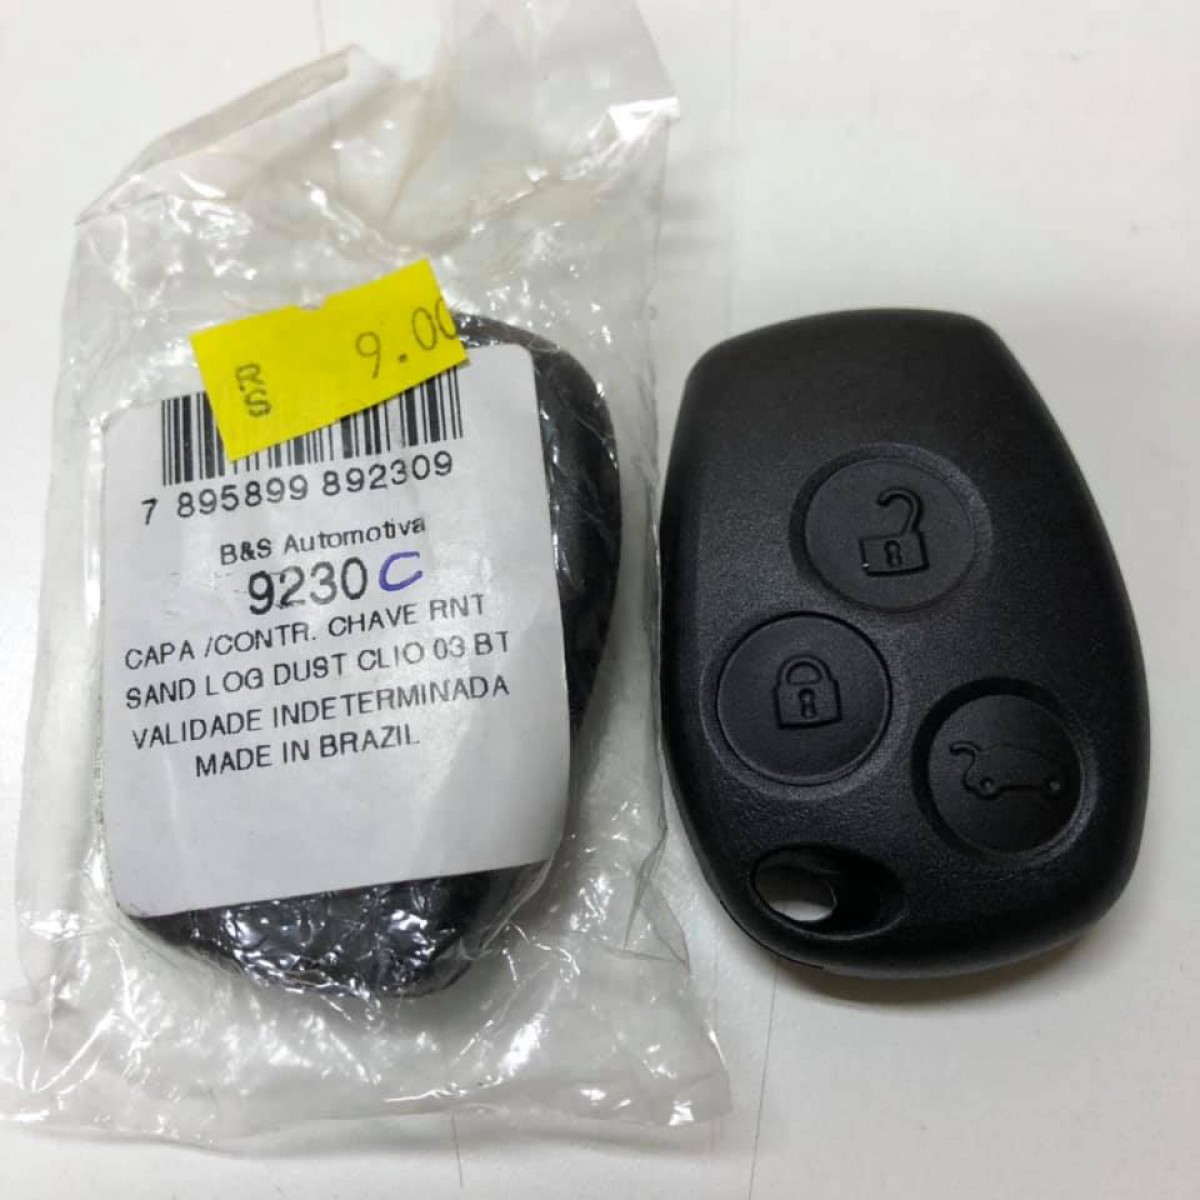 R$ 9.00
7 895899 892309
B&S Automotiva
9230 C
CAPA /CONTR. CHAVE RNT
SAND LOG DUST CLIO 03 BT
VALIDADE INDETERMINADA
MADE IN BRAZIL